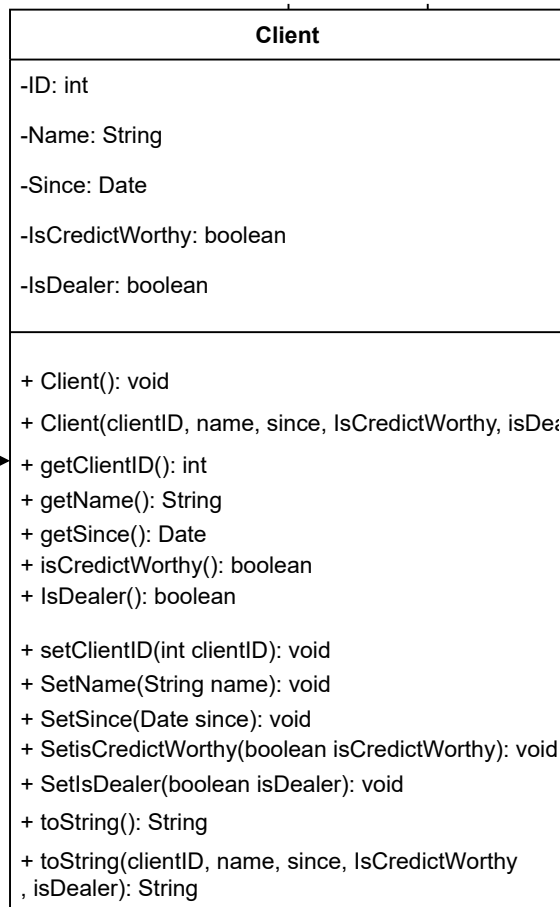 Client
-ID: int
-Name: String
-Since: Date
-IsCredictWorthy: boolean
-IsDealer: boolean
+ Client(): void
+ Client(clientID, name, since, IsCredictWorthy, isDea
+ getClientID(): int
+ getName(): String
+ getSince(): Date
+ isCredictWorthy(): boolean
+ IsDealer(): boolean
+ setClientID(int clientID): void
+ SetName(String name): void
+ SetSince(Date since): void
+ SetisCredictWorthy(boolean isCredictWorthy): void
+ SetIsDealer(boolean isDealer): void
+ toString(): String
+ toString(clientID, name, since, IsCredictWorthy
, isDealer): String